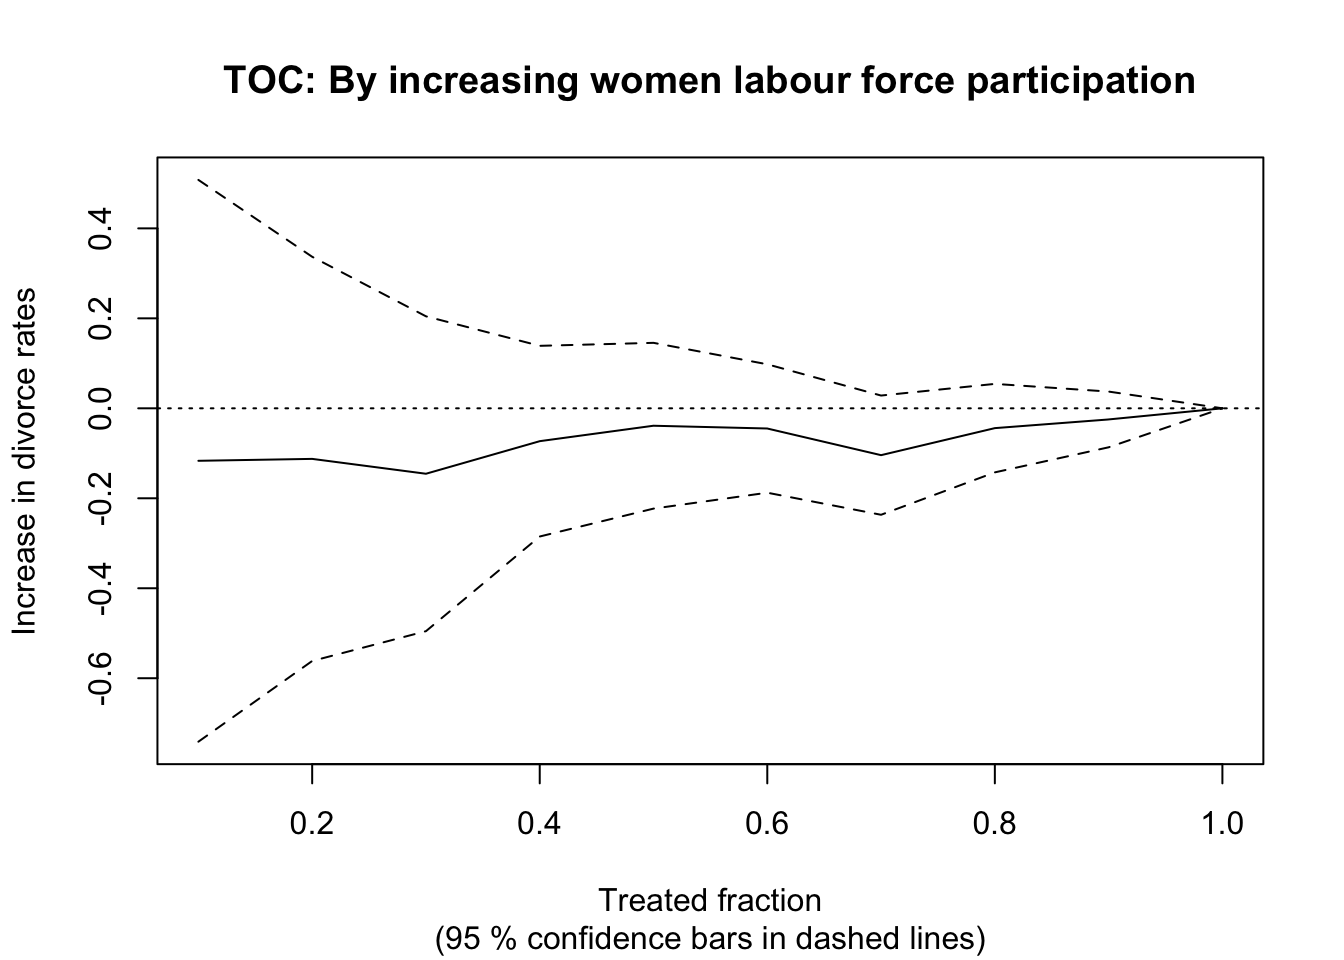 TOC: By increasing women labour force participation
Increase in divorce rates
0.4
0.2
0.0
-0.2
-0.4
-0.6
0.2
0.4
0.6
0.8
1.0
Treated fraction
(95 % confidence bars in dashed lines)